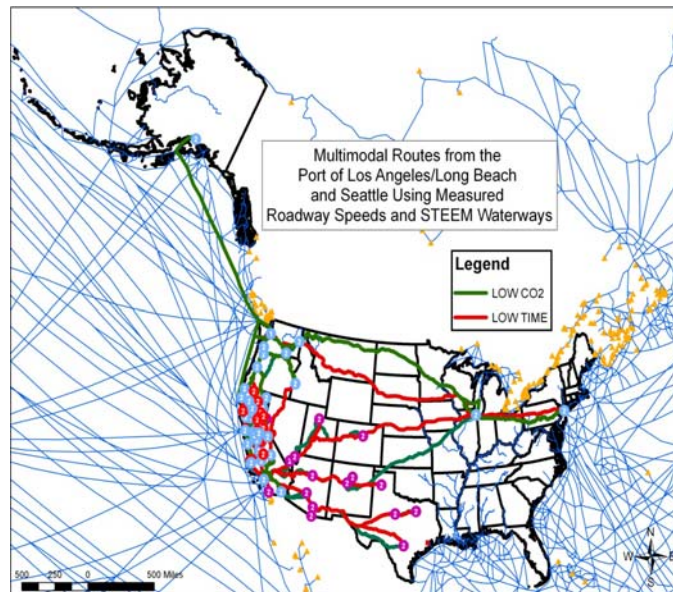 Multimodal Routes from the
Port of Los Angeles/Long Beach
and Seattle Using Measured
Roadway Speeds and STEEM Waterways
Legend
LOW CO2
LOW TIME
N
W E
S
500 250 0 500 Miles